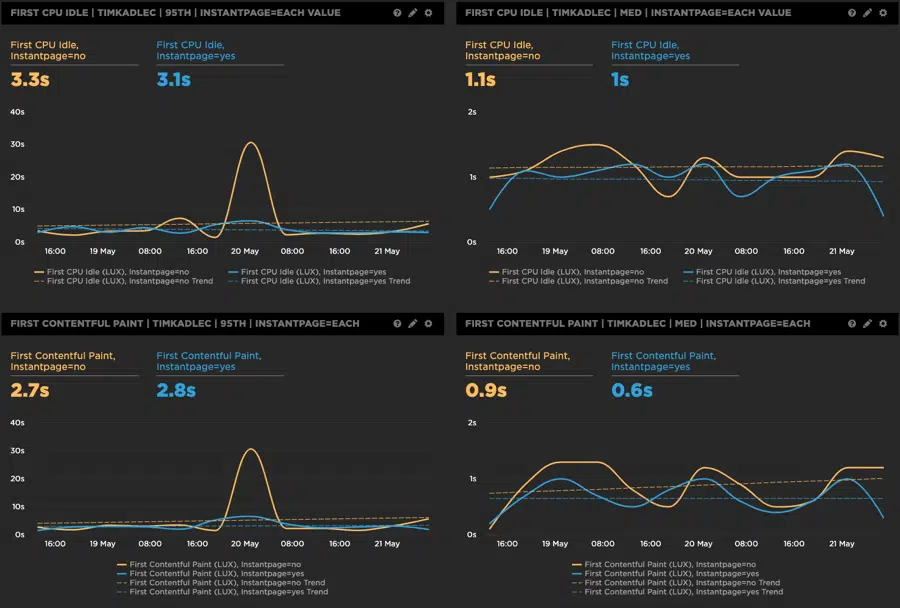 FIRST CPU IDLE | TIMKADLEC | 95TH | INSTANTPAGE=EACH VALUE
First CPU Idle,
Instantpage=no
3.3s
First CPU Idle,
Instantpage=yes
3.1s
40s
30s
20s
10s
0s
16:00 19 May 08:00 16:00 20 May 08:00 16:00 21 May
First CPU Idle (LUX), Instantpage=no
First CPU Idle (LUX), Instantpage=yes
First CPU Idle (LUX), Instantpage=no Trend
First CPU Idle (LUX), Instantpage=yes Trend
FIRST CPU IDLE | TIMKADLEC | MED | INSTANTPAGE=EACH VALUE
First CPU Idle,
Instantpage=no
1.1s
First CPU Idle,
Instantpage=yes
1s
2s
1s
0s
16:00 19 May 08:00 16:00 20 May 08:00 16:00 21 May
First CPU Idle (LUX), Instantpage=no
First CPU Idle (LUX), Instantpage=yes
First CPU Idle (LUX), Instantpage=no Trend
First CPU Idle (LUX), Instantpage=yes Trend
FIRST CONTENTFUL PAINT | TIMKADLEC | 95TH | INSTANTPAGE=EACH
First Contentful Paint,
Instantpage=no
2.7s
First Contentful Paint,
Instantpage=yes
2.8s
40s
30s
20s
10s
0s
16:00 19 May 08:00 16:00 20 May 08:00 16:00 21 May
First Contentful Paint (LUX), Instantpage=no
First Contentful Paint (LUX), Instantpage=yes
First Contentful Paint (LUX), Instantpage=no Trend
First Contentful Paint (LUX), Instantpage=yes Trend
FIRST CONTENTFUL PAINT | TIMKADLEC | MED | INSTANTPAGE=EACH
First Contentful Paint,
Instantpage=no
0.9s
First Contentful Paint,
Instantpage=yes
0.6s
2s
1s
0s
16:00 19 May 08:00 16:00 20 May 08:00 16:00 21 May
First Contentful Paint (LUX), Instantpage=no
First Contentful Paint (LUX), Instantpage=yes
First Contentful Paint (LUX), Instantpage=no Trend
First Contentful Paint (LUX), Instantpage=yes Trend